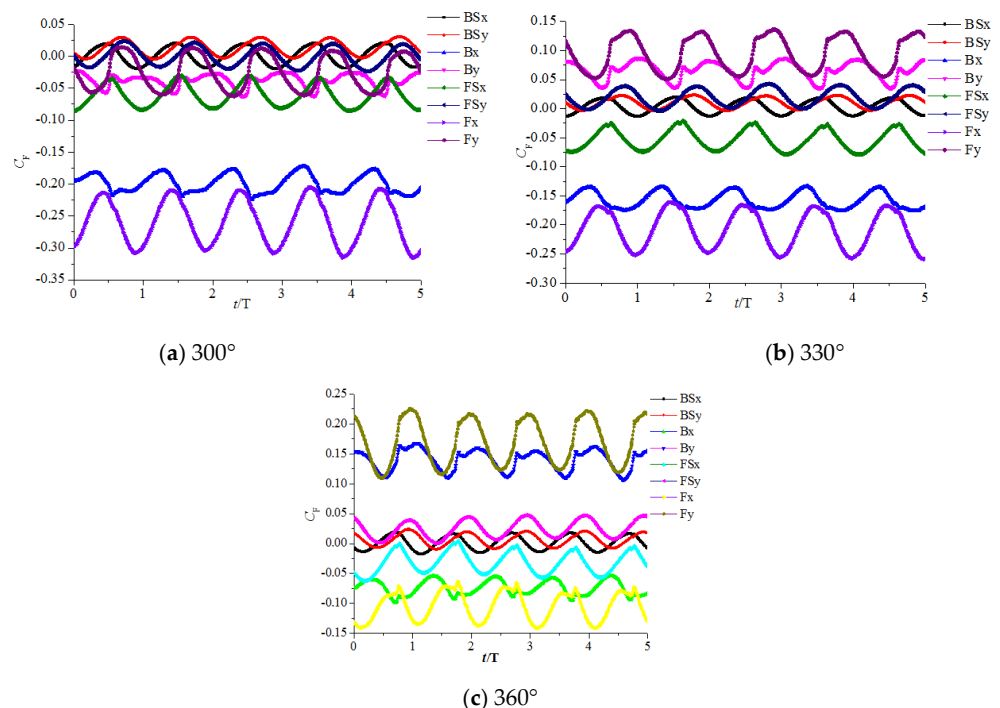 0.05
0.00
-0.05
-0.10
-0.15
-0.20
-0.25
-0.30
-0.35
C_F
0 1 2 3 4 5
t/T
BSx
BSy
Bx
By
FSx
FSy
Fx
Fy
(a) 300°
0.15
0.10
0.05
0.00
-0.05
-0.10
-0.15
-0.20
-0.25
-0.30
C_F
0 1 2 3 4 5
t/T
BSx
BSy
Bx
By
FSx
FSy
Fx
Fy
(b) 330°
0.25
0.20
0.15
0.10
0.05
0.00
-0.05
-0.10
-0.15
C_F
0 1 2 3 4 5
t/T
BSx
BSy
Bx
By
FSx
FSy
Fx
Fy
(c) 360°